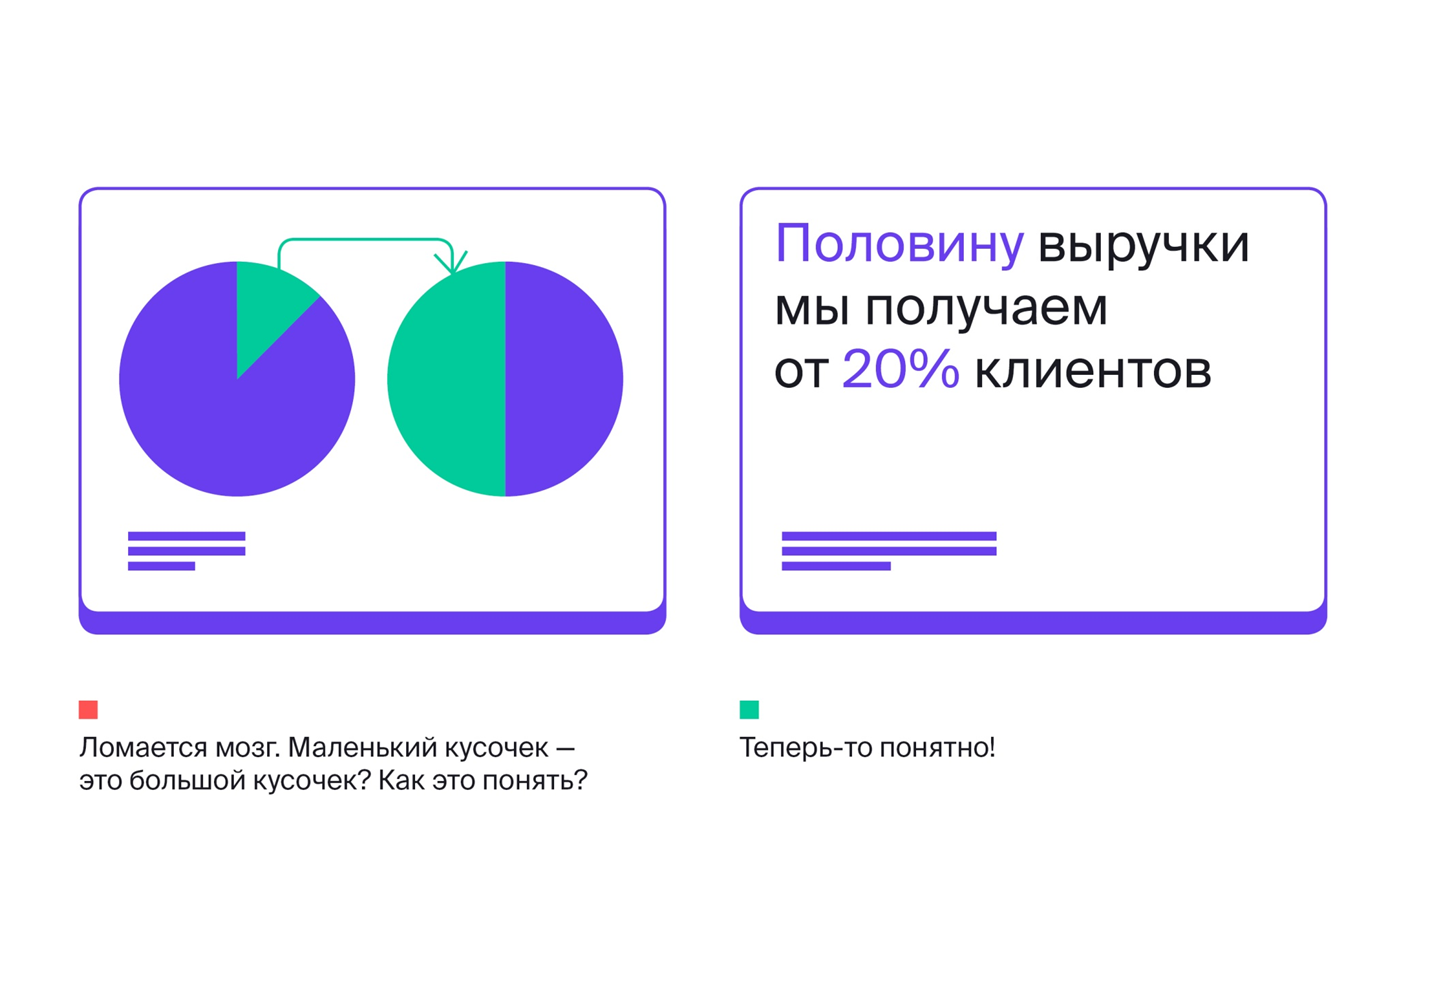 Половину выручки
мы получаем
от 20% клиентов
Ломается мозг. Маленький кусочек —
это большой кусочек? Как это понять?
Теперь-то понятно!